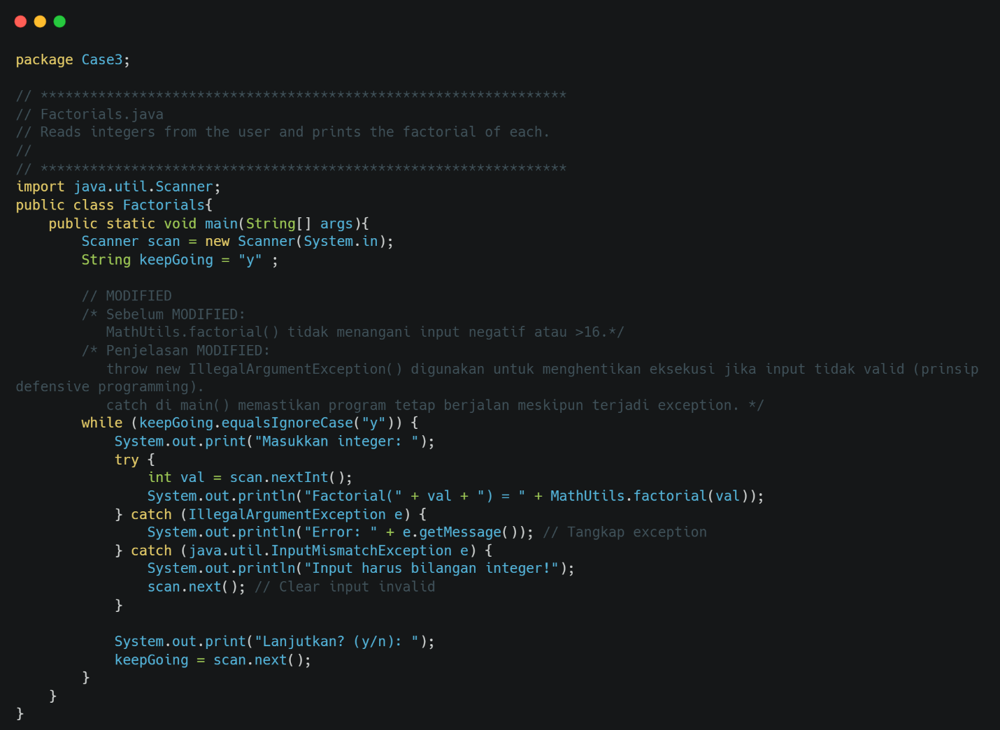 package Case3;

// ****************************************************************
// Factorials.java
// Reads integers from the user and prints the factorial of each.
//
// ****************************************************************
import java.util.Scanner;
public class Factorials{
    public static void main(String[] args){
        Scanner scan = new Scanner(System.in);
        String keepGoing = "y" ;

        // MODIFIED
        /* Sebelum MODIFIED:
           MathUtils.factorial() tidak menangani input negatif atau >16.*/
        /* Penjelasan MODIFIED:
           throw new IllegalArgumentException() digunakan untuk menghentikan eksekusi jika input tidak valid (prinsip
defensive programming).
           catch di main() memastikan program tetap berjalan meskipun terjadi exception. */
        while (keepGoing.equalsIgnoreCase("y")) {
            System.out.print("Masukkan integer: ");
            try {
                int val = scan.nextInt();
                System.out.println("Factorial(" + val + ") = " + MathUtils.factorial(val));
            } catch (IllegalArgumentException e) {
                System.out.println("Error: " + e.getMessage()); // Tangkap exception
            } catch (java.util.InputMismatchException e) {
                System.out.println("Input harus bilangan integer!");
                scan.next(); // Clear input invalid
            }

            System.out.print("Lanjutkan? (y/n): ");
            keepGoing = scan.next();
        }
    }
}